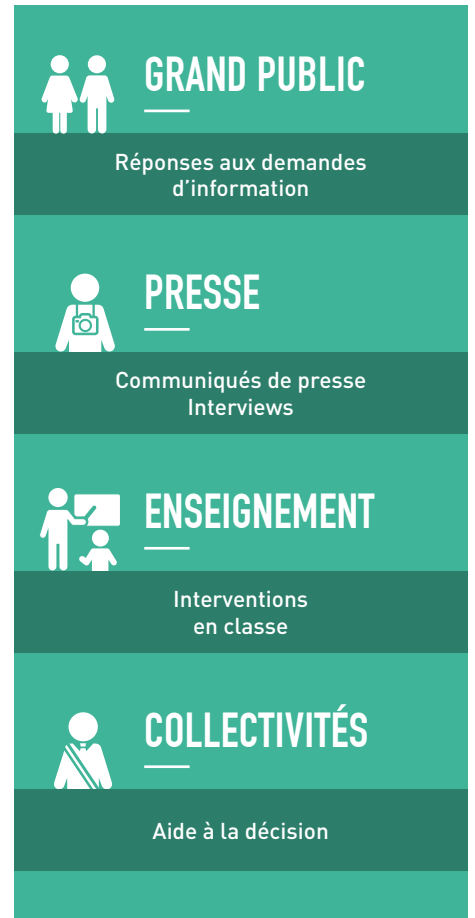 GRAND PUBLIC
Réponses aux demandes
d’information
PRESSE
Communiqués de presse
Interviews
ENSEIGNEMENT
Interventions
en classe
COLLECTIVITÉS
Aide à la décision